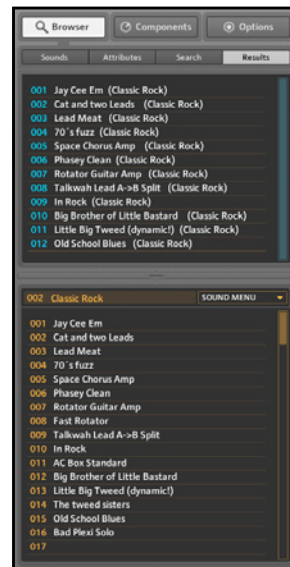 Browser Components Options
Sounds Attributes Search Results
001 Jay Cee Em (Classic Rock)
002 Cat and two Leads (Classic Rock)
003 Lead Meat (Classic Rock)
004 70´s fuzz (Classic Rock)
005 Space Chorus Amp (Classic Rock)
006 Phasey Clean (Classic Rock)
007 Rotator Guitar Amp (Classic Rock)
008 Talkwah Lead A->B Split (Classic Rock)
009 In Rock (Classic Rock)
010 Big Brother of Little Bastard (Classic Rock)
011 Little Big Tweed (dynamic!) (Classic Rock)
012 Old School Blues (Classic Rock)
002 Classic Rock SOUND MENU
001 Jay Cee Em
002 Cat and two Leads
003 Lead Meat
004 70´s fuzz
005 Space Chorus Amp
006 Phasey Clean
007 Rotator Guitar Amp
008 Fast Rotator
009 Talkwah Lead A->B Split
010 In Rock
011 AC Box Standard
012 Big Brother of Little Bastard
013 Little Big Tweed (dynamic!)
014 The tweed sisters
015 Old School Blues
016 Bad Plexi Solo
017